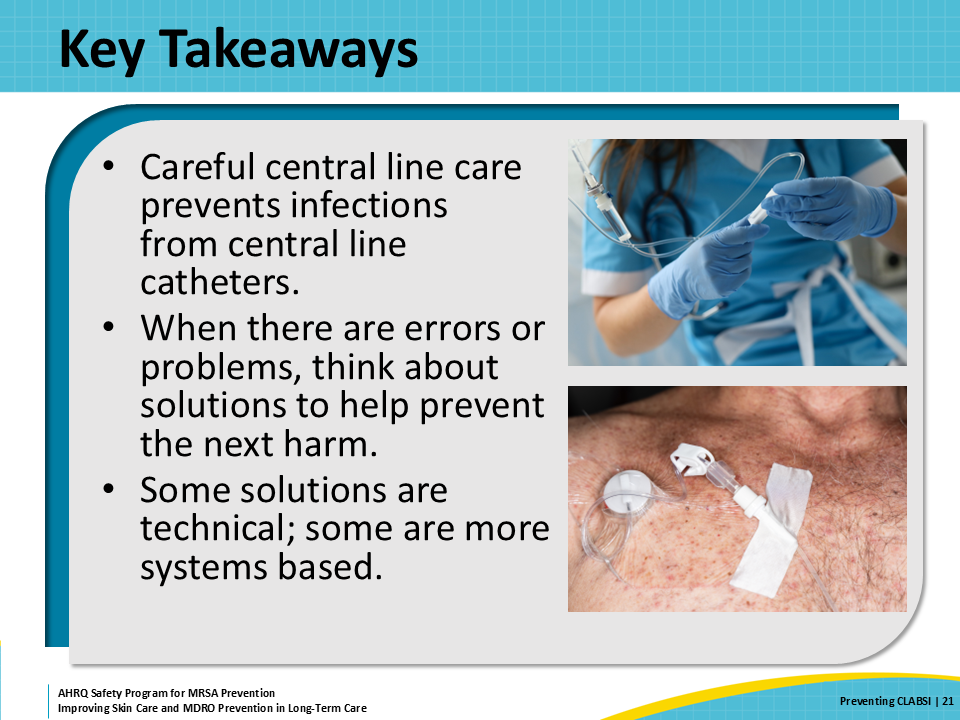 Key Takeaways
• Careful central line care
prevents infections
from central line
catheters.
• When there are errors or
problems, think about
solutions to help prevent
the next harm.
• Some solutions are
technical; some are more
systems based.
AHRQ Safety Program for MRSA Prevention
Improving Skin Care and MDRO Prevention in Long-Term Care
Preventing CLABSI | 21